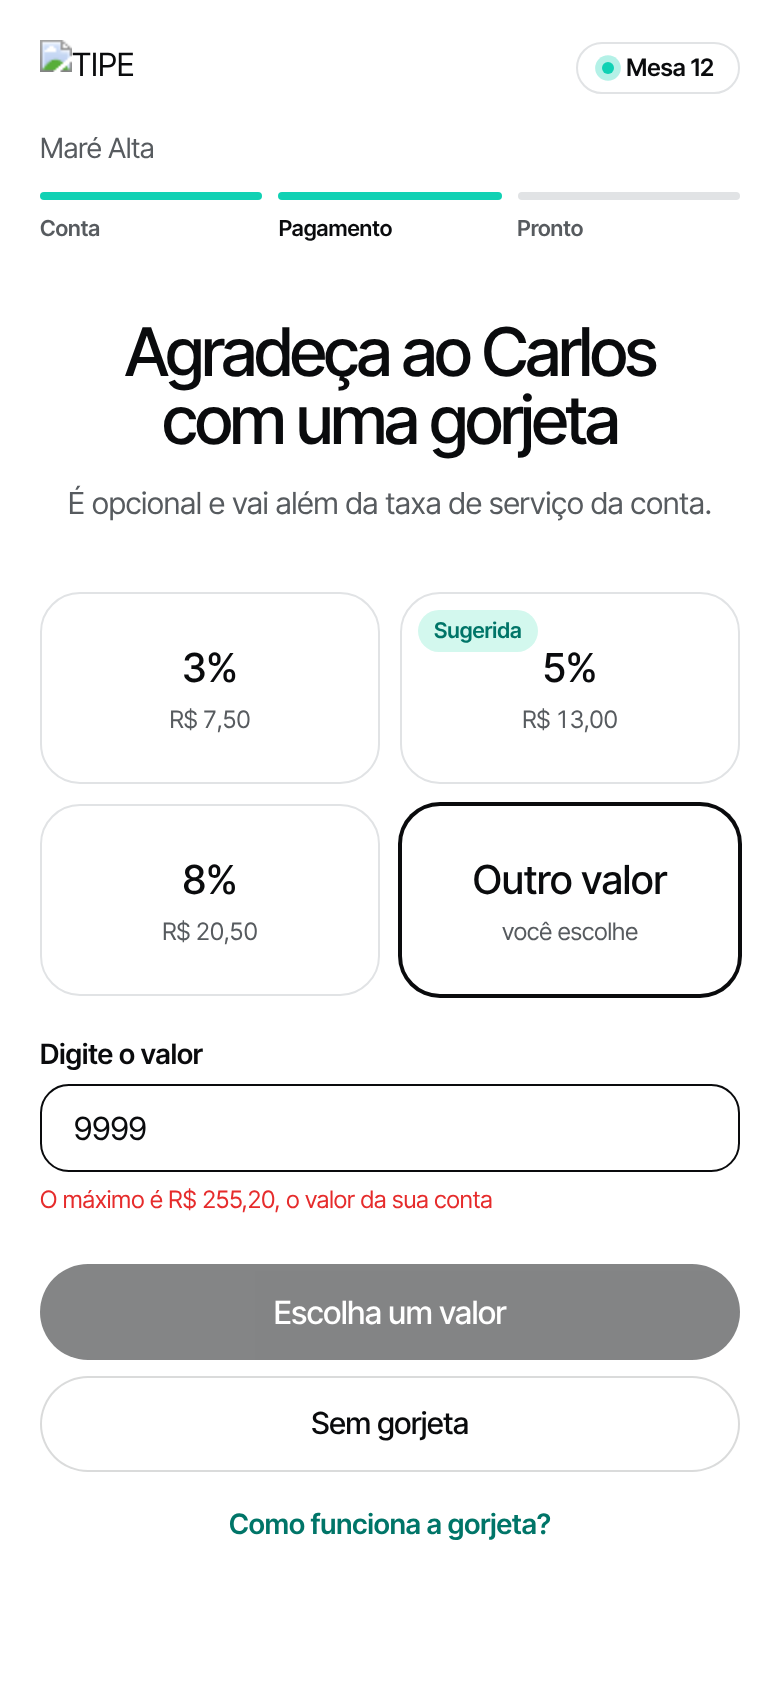 TIPE
Mesa 12
Maré Alta
Conta
Pagamento
Pronto
Agradeça ao Carlos
com uma gorjeta
É opcional e vai além da taxa de serviço da conta.
3%
R$ 7,50
Sugerida
5%
R$ 13,00
8%
R$ 20,50
Outro valor
você escolhe
Digite o valor
9999
O máximo é R$ 255,20, o valor da sua conta
Escolha um valor
Sem gorjeta
Como funciona a gorjeta?